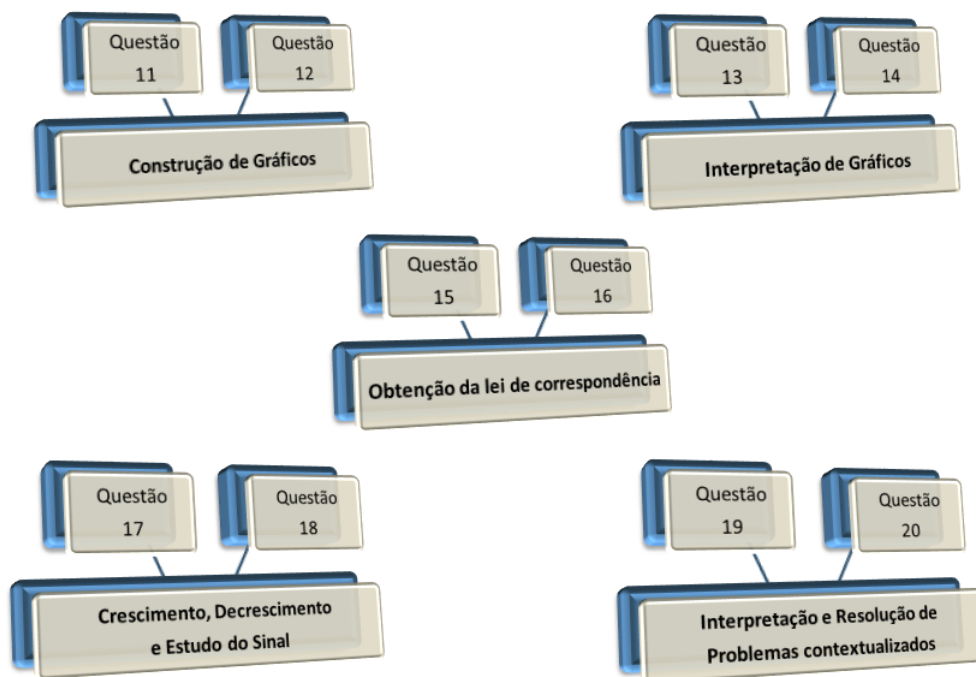 Questão
11
Questão
12
Construção de Gráficos
Questão
13
Questão
14
Interpretação de Gráficos
Questão
15
Questão
16
Obtenção da lei de correspondência
Questão
17
Questão
18
Crescimento, Decrescimento
e Estudo do Sinal
Questão
19
Questão
20
Interpretação e Resolução de
Problemas contextualizados